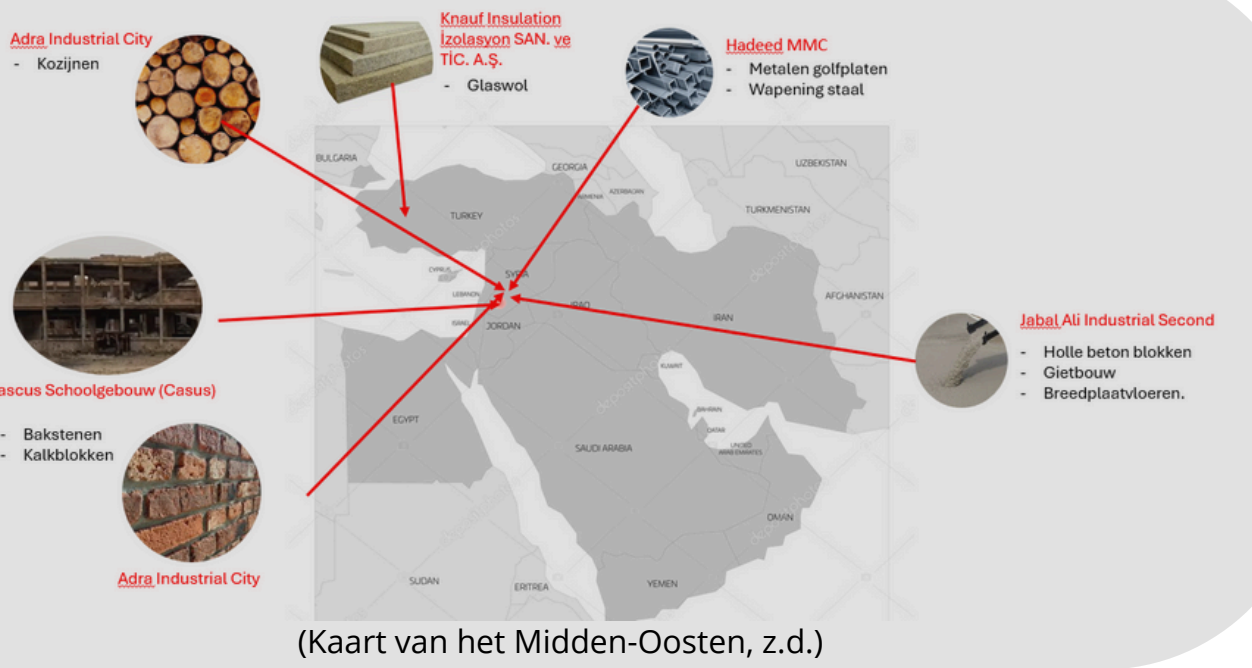 Adra Industrial City
- Kozijnen
Knauf Insulation
İzolasyon SAN. ve
TİC. A.Ş.
- Glaswol
Hadeed MMC
- Metalen golfplaten
- Wapening staal
BULGARIA
GEORGIA
UZBEKISTAN
ARMENIA
AZERBAIJAN
TURKEY
TURKMENISTAN
CYPRUS
SYRIA
LEBANON
IRAQ
AFGHANISTAN
ISRAEL
JORDAN
IRAN
Jabal Ali Industrial Second
- Holle beton blokken
- Gietbouw
- Breedplaatvloeren.
KUWAIT
ascus Schoolgebouw (Casus)
- Bakstenen
- Kalkblokken
EGYPT
BAHRAIN
QATAR
SAUDI ARABIA
UNITED
ARAB EMIRATES
OMAN
Adra Industrial City
SUDAN
ERITREA
YEMEN
depositphotos
(Kaart van het Midden-Oosten, z.d.)